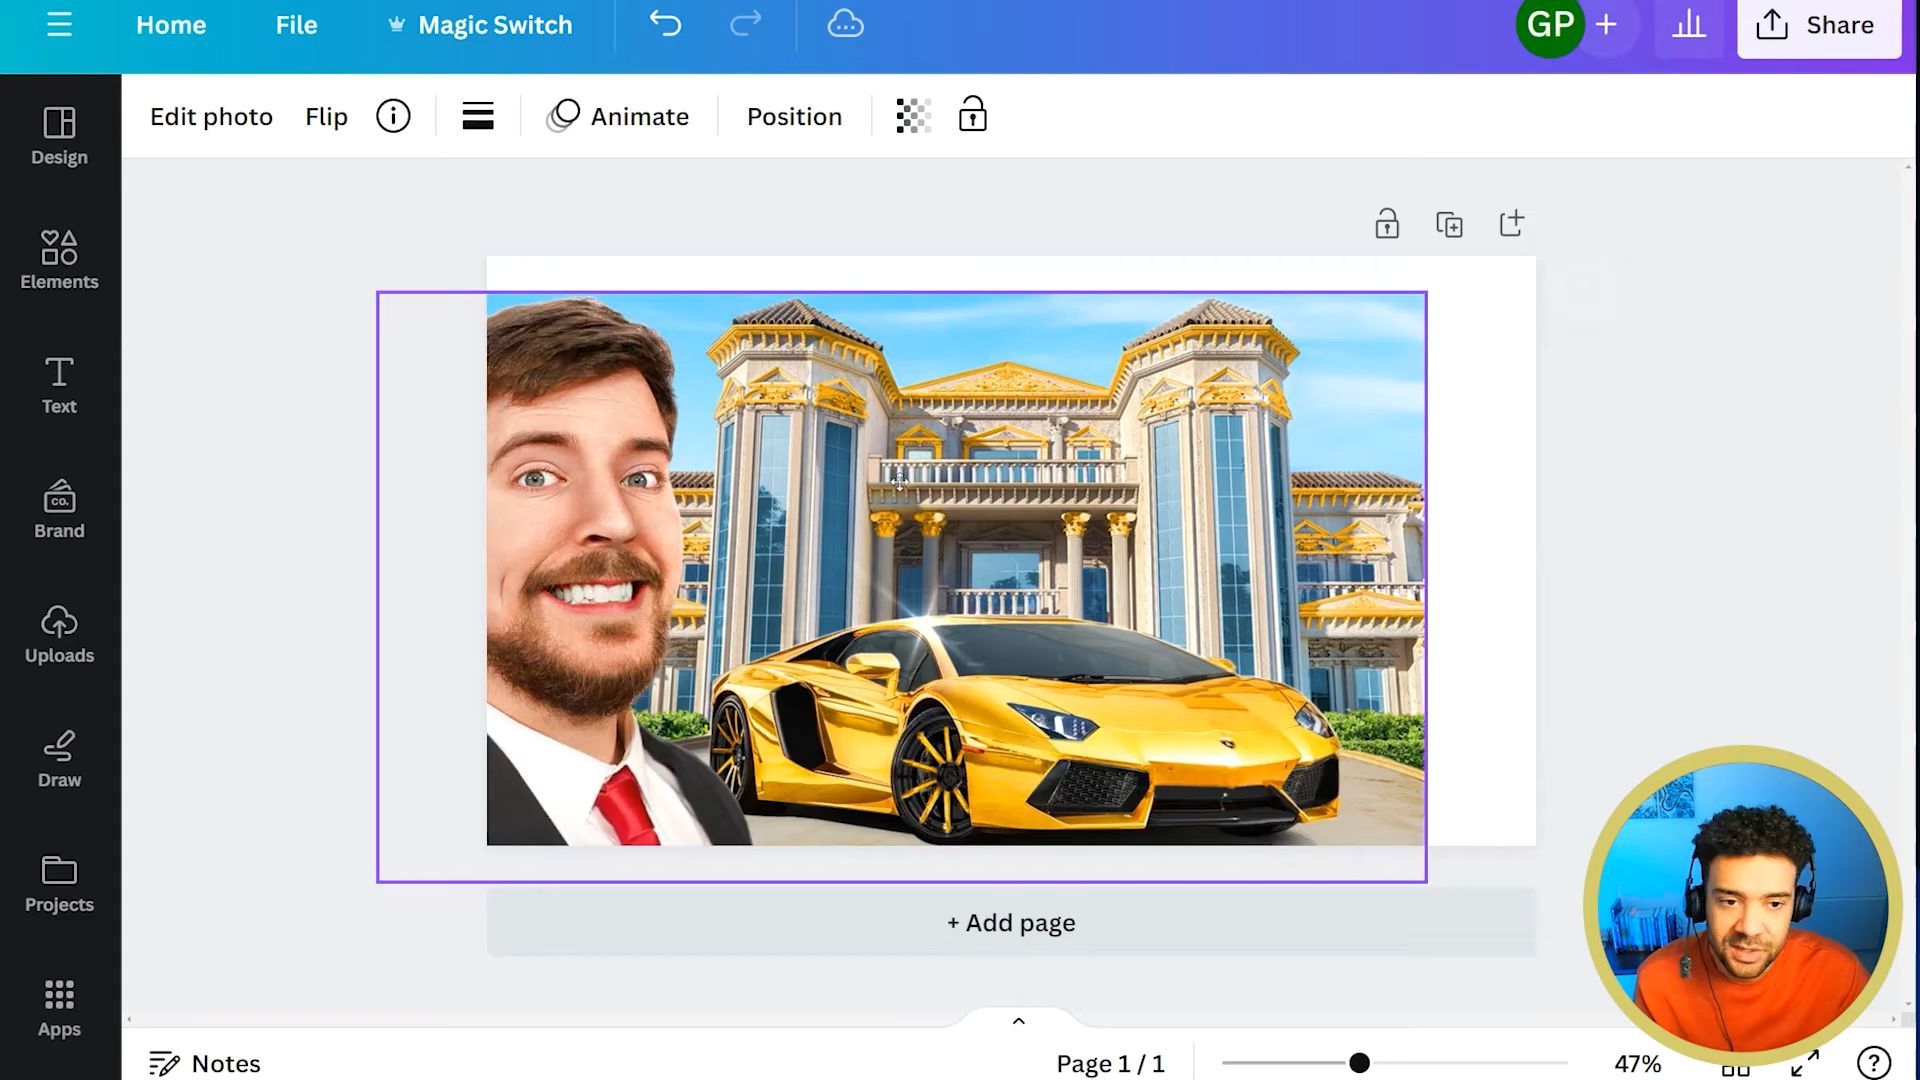 Home File Magic Switch GP + Share
Edit photo Flip Animate Position
Design
Elements
Text
CO.
Brand
Uploads
Draw
Projects
Apps
+ Add page
Notes Page 1 / 1 47% ?